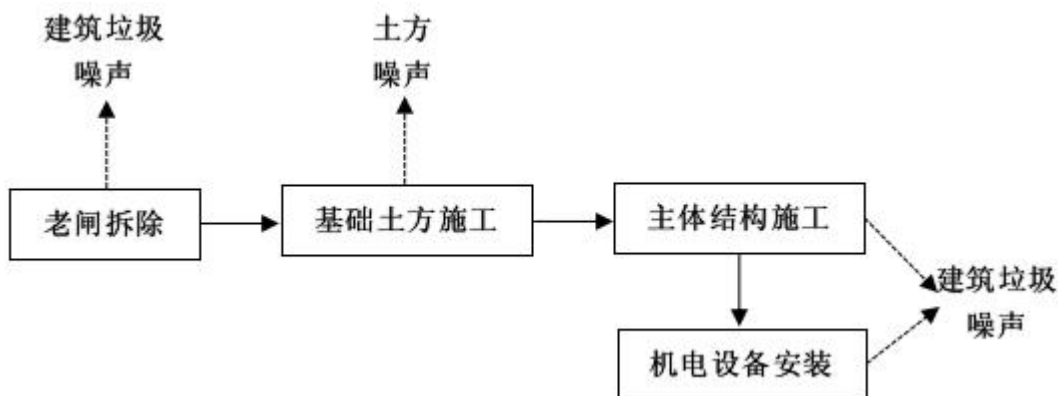 建筑垃圾
噪声
土方
噪声
老闸拆除
基础土方施工
主体结构施工
建筑垃圾
噪声
机电设备安装